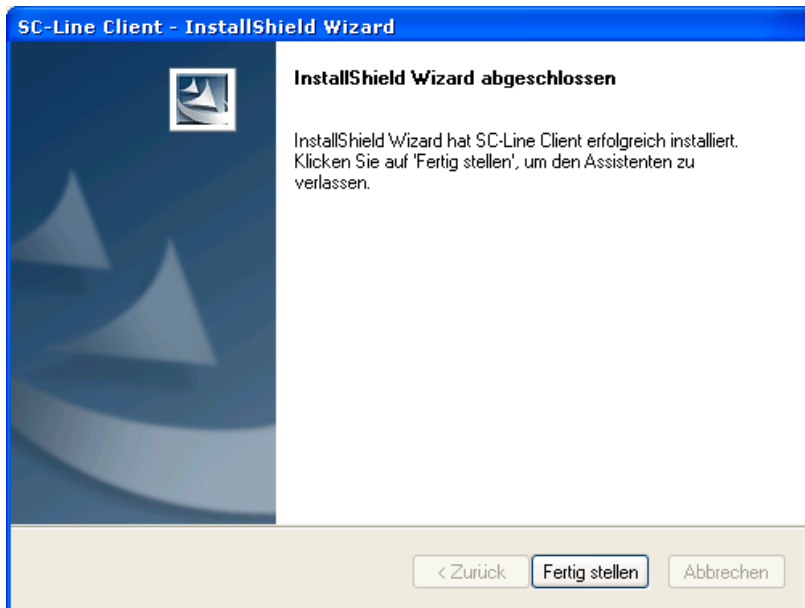 SC-Line Client - InstallShield Wizard
InstallShield Wizard abgeschlossen
InstallShield Wizard hat SC-Line Client erfolgreich installiert.
Klicken Sie auf 'Fertig stellen', um den Assistenten zu
verlassen.
< Zurück
Fertig stellen
Abbrechen